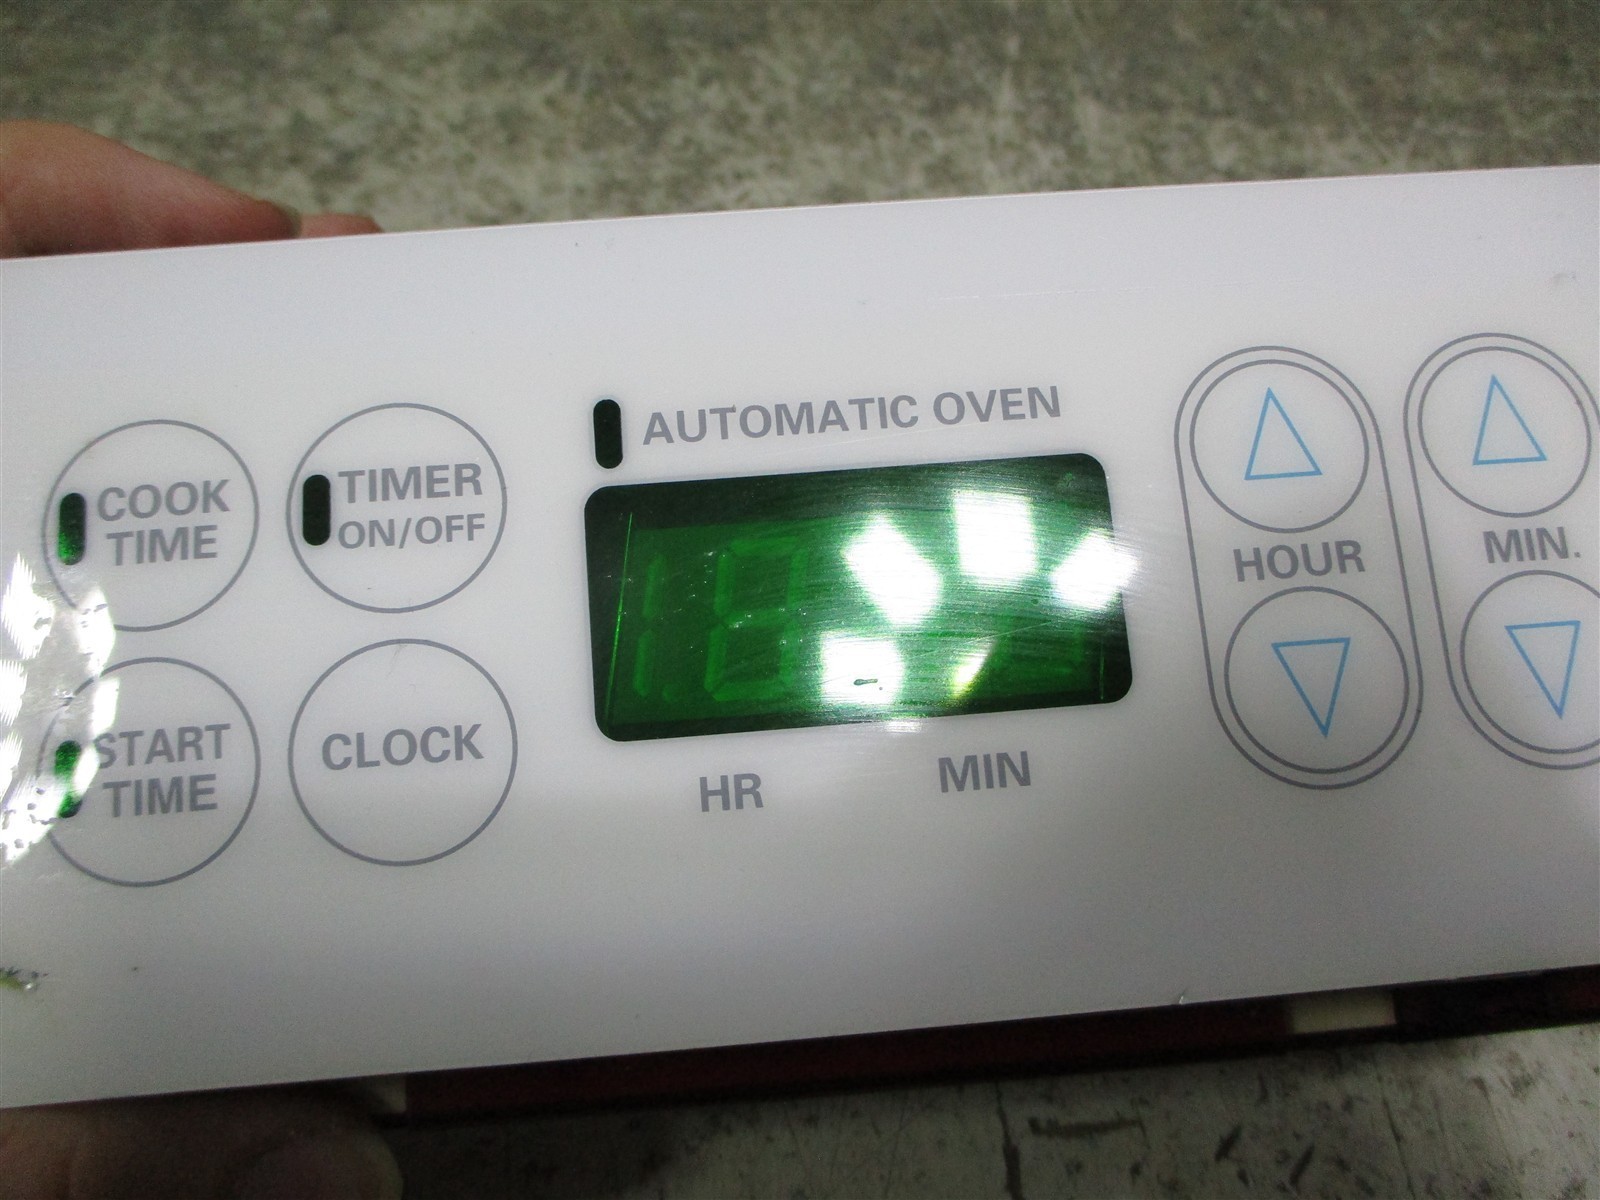 COOK
TIME
TIMER
ON/OFF
AUTOMATIC OVEN
HOUR
MIN.
START
TIME
CLOCK
HR
MIN